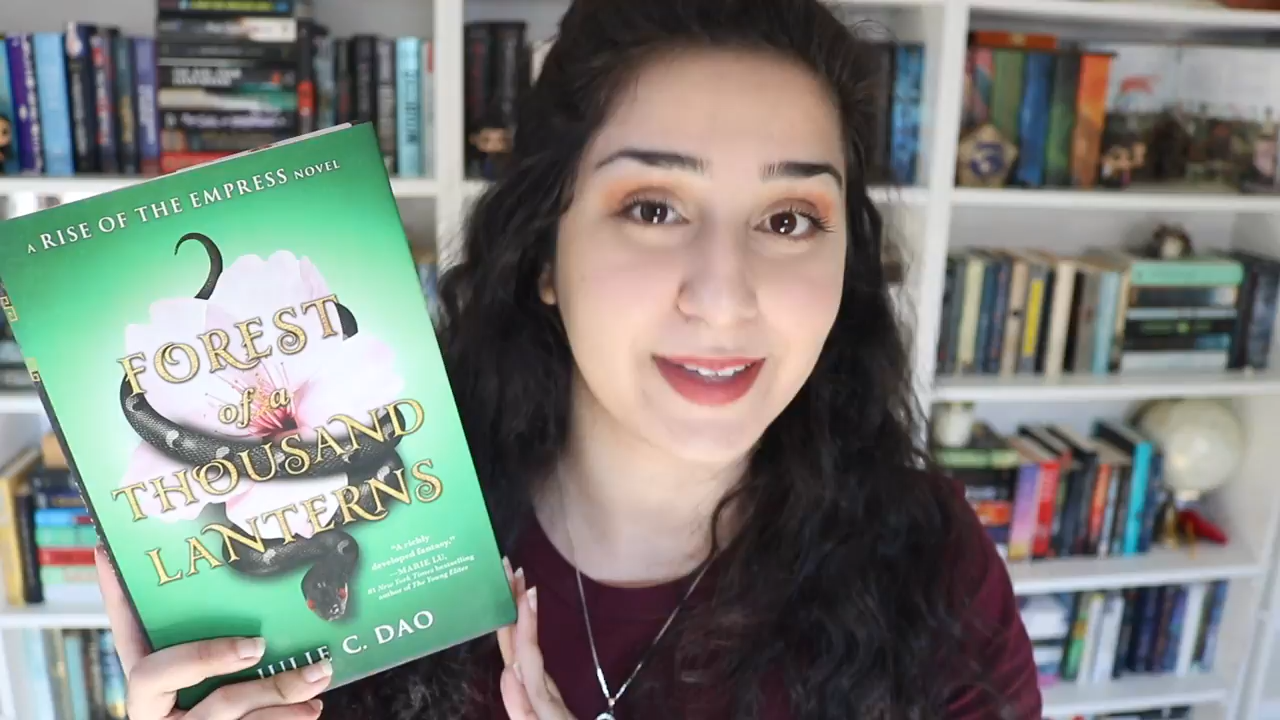 A RISE OF THE EMPRESS NOVEL
FOREST
of a
THOUSAND
LANTERNS
"A richly
developed fantasy."
—MARIE LU,
#1 New York Times bestselling
author of The Young Elites
JULIE C. DAO